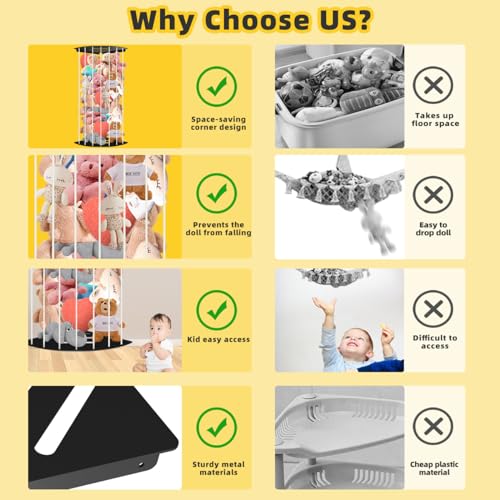 Why Choose US?
Space-saving
corner design
Takes up
floor space
Prevents the
doll from falling
Easy to
drop doll
Kid easy access
Difficult to
access
Sturdy metal
materials
Cheap plastic
material